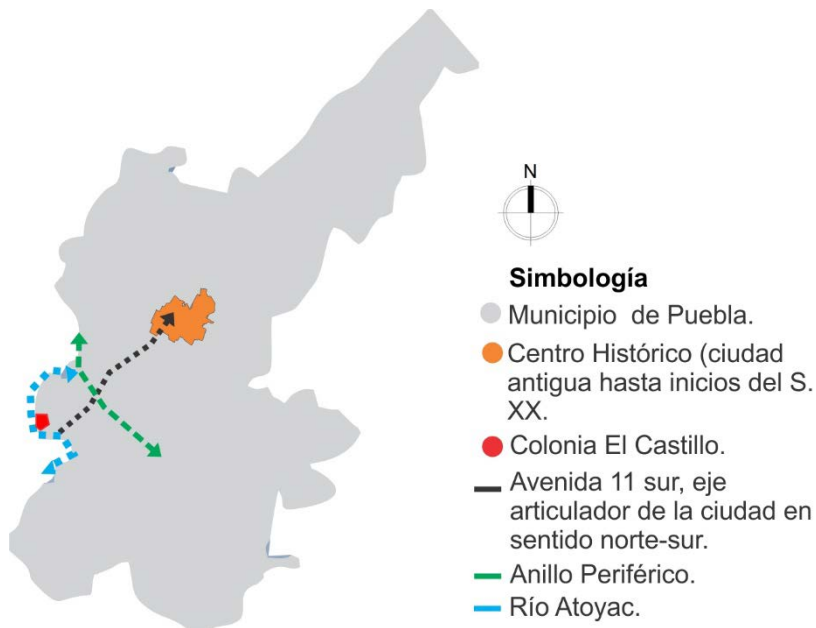 N
Simbología
Municipio de Puebla.
Centro Histórico (ciudad
antigua hasta inicios del S.
XX.
Colonia El Castillo.
Avenida 11 sur, eje
articulador de la ciudad en
sentido norte-sur.
Anillo Periférico.
Río Atoyac.